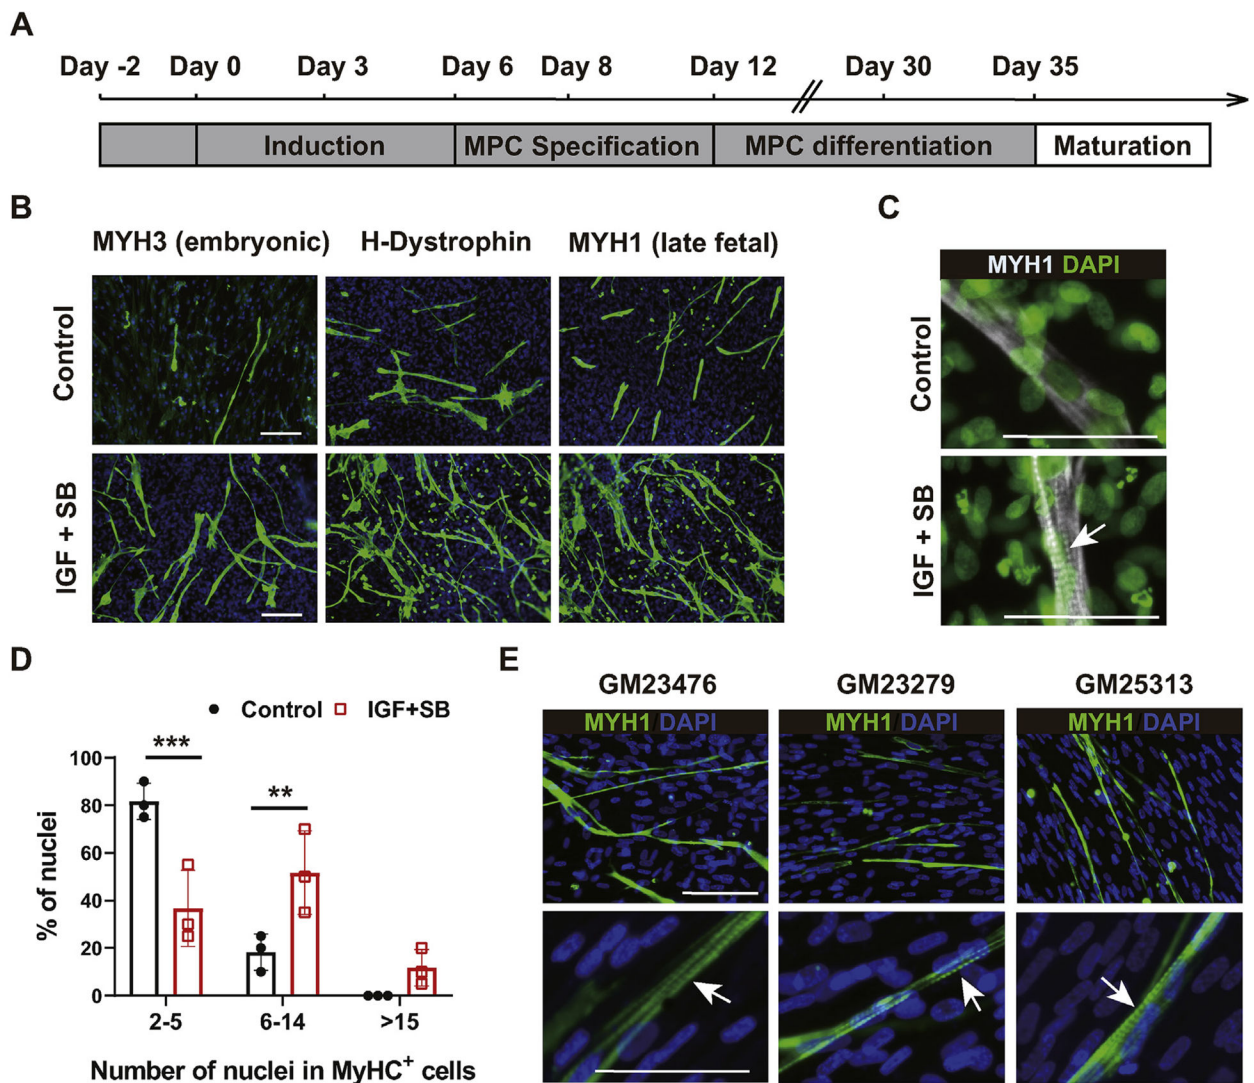 A
Day -2 Day 0 Day 3 Day 6 Day 8 Day 12 Day 30 Day 35
Induction MPC Specification MPC differentiation Maturation
B
MYH3 (embryonic) H-Dystrophin MYH1 (late fetal)
Control
IGF + SB
C
MYH1 DAPI
Control
IGF + SB
D
Control IGF+SB
*** 
**
100
80
60
40
20
0
% of nuclei
2-5 6-14 >15
Number of nuclei in MyHC⁺ cells
E
GM23476 GM23279 GM25313
MYH1/DAPI MYH1/DAPI MYH1/DAPI